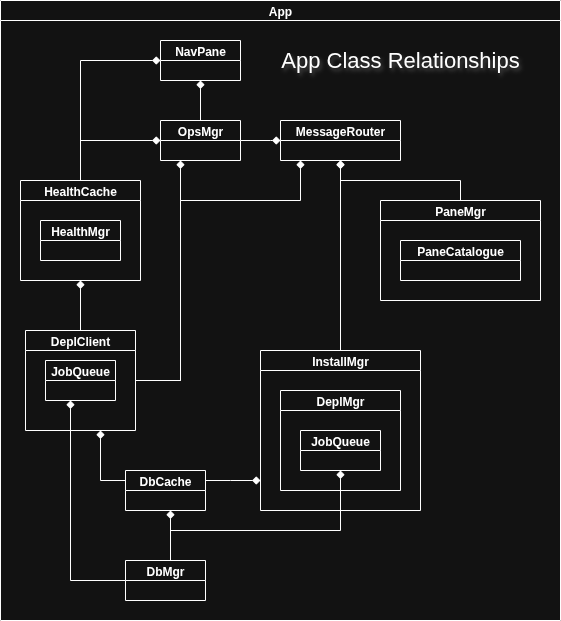 App
NavPane
App Class Relationships
OpsMgr
MessageRouter
HealthCache
HealthMgr
PaneMgr
PaneCatalogue
DeplClient
JobQueue
InstallMgr
DeplMgr
JobQueue
DbCache
DbMgr